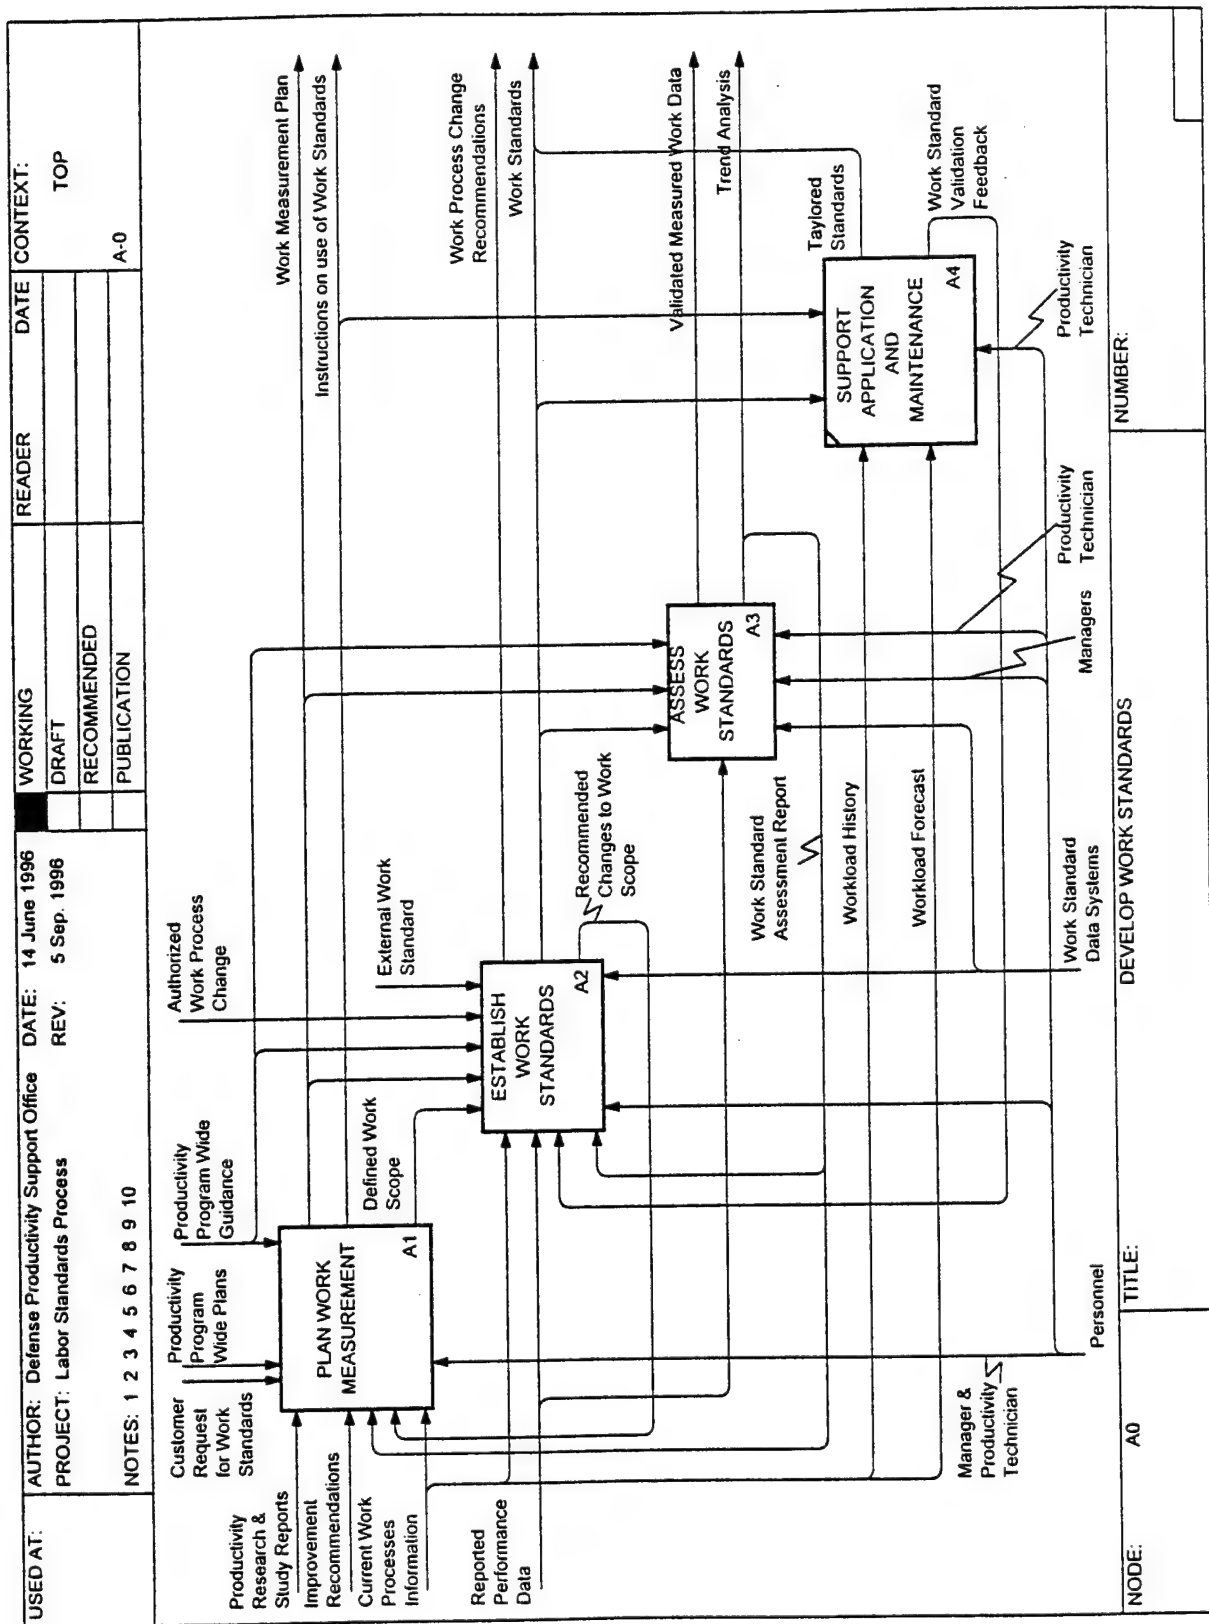 USED AT:
AUTHOR: Defense Productivity Support Office
DATE: 14 June 1996
PROJECT: Labor Standards Process
REV: 5 Sep. 1996
NOTES: 1 2 3 4 5 6 7 8 9 10
WORKING
DRAFT
RECOMMENDED
PUBLICATION
READER
DATE
CONTEXT:
TOP
A-0
Customer
Request
for Work
Standards
Productivity
Program
Wide Plans
Productivity
Program Wide
Guidance
Authorized
Work Process
Change
External Work
Standard
Productivity
Research &
Study Reports
Improvement
Recommendations
Current Work
Processes
Information
Reported
Performance
Data
PLAN WORK
MEASUREMENT
A1
Defined Work
Scope
ESTABLISH
WORK
STANDARDS
A2
Recommended
Changes to Work
Scope
ASSESS
WORK
STANDARDS
A3
Work Standard
Assessment Report
Workload History
Workload Forecast
SUPPORT
APPLICATION
AND
MAINTENANCE
A4
Work Measurement Plan
Instructions on use of Work Standards
Work Process Change
Recommendations
Work Standards
Validated Measured Work Data
Trend Analysis
Taylored
Standards
Work Standard
Validation
Feedback
Manager &
Productivity
Technician
Personnel
Work Standard
Data Systems
Managers
Productivity
Technician
Productivity
Technician
NODE:
A0
TITLE:
DEVELOP WORK STANDARDS
NUMBER: